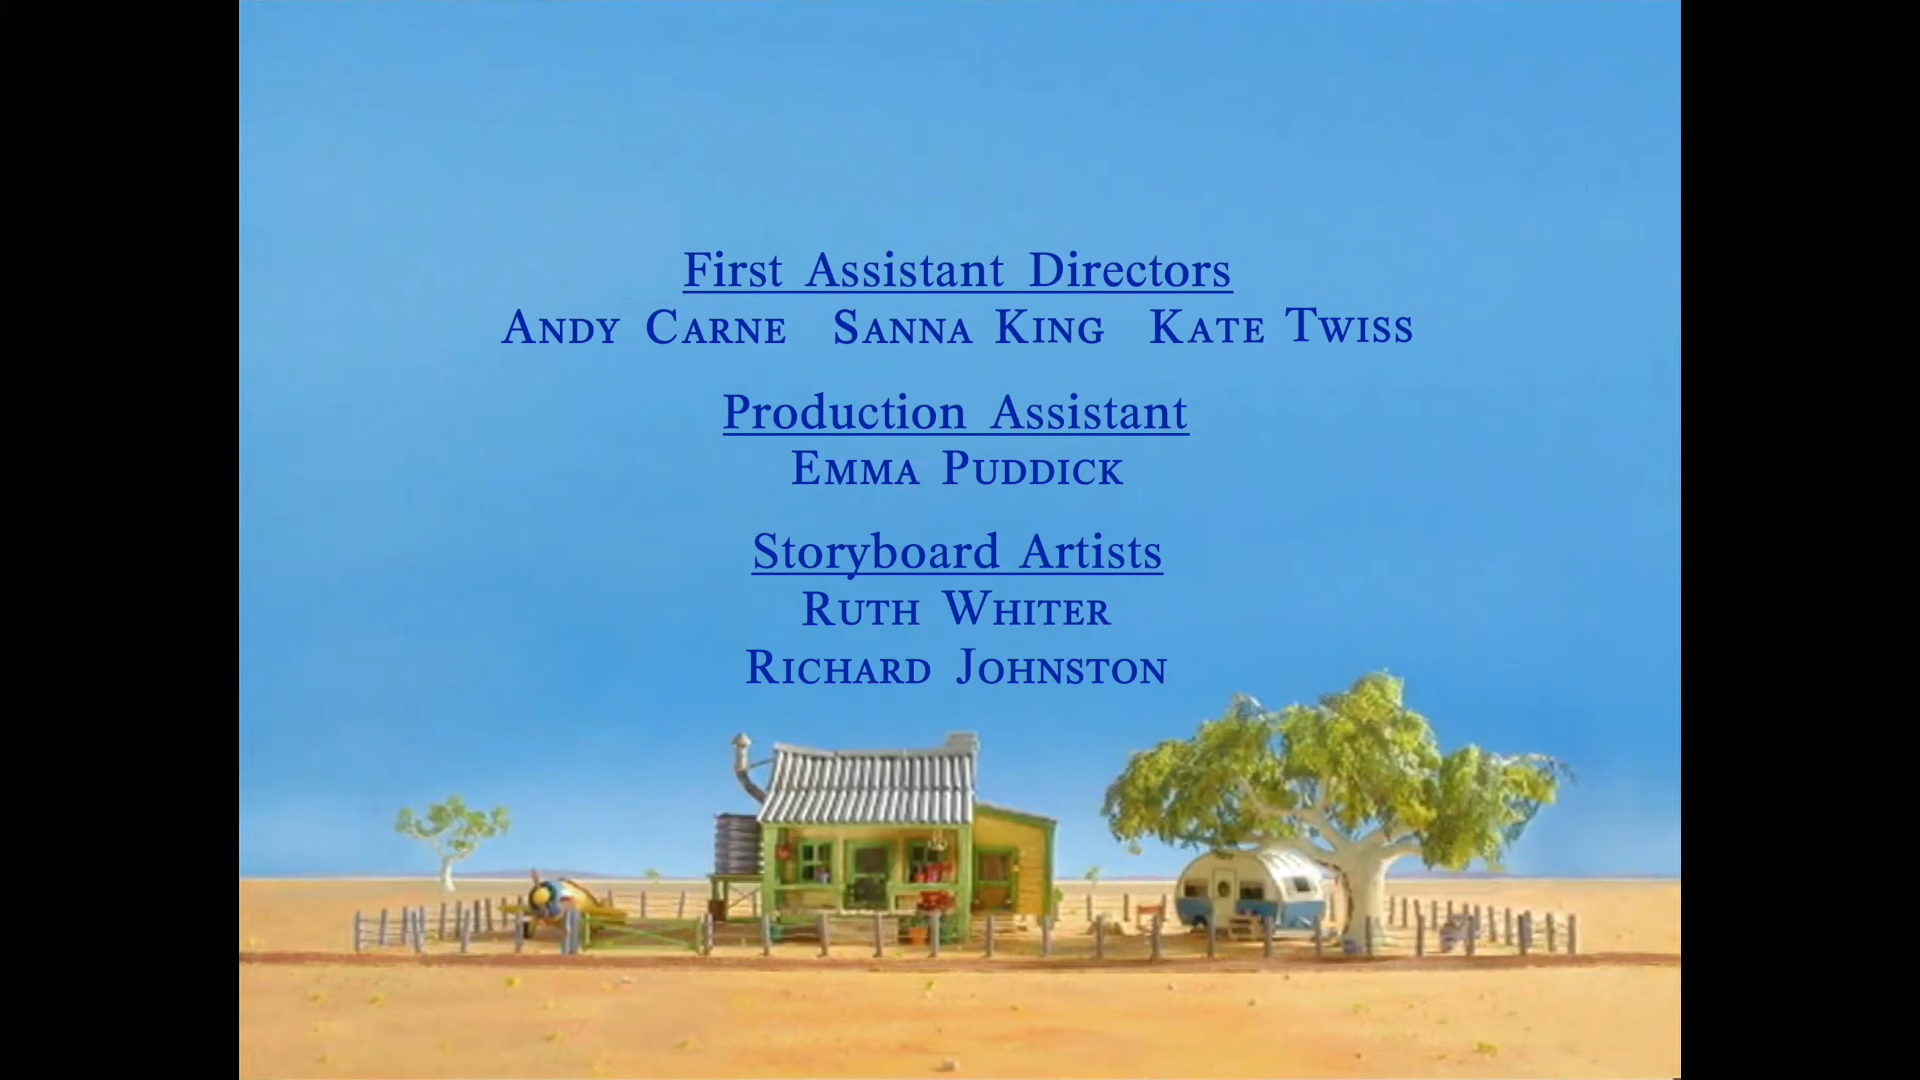 First Assistant Directors
Andy Carne Sanna King Kate Twiss
Production Assistant
Emma Puddick
Storyboard Artists
Ruth Whiter
Richard Johnston